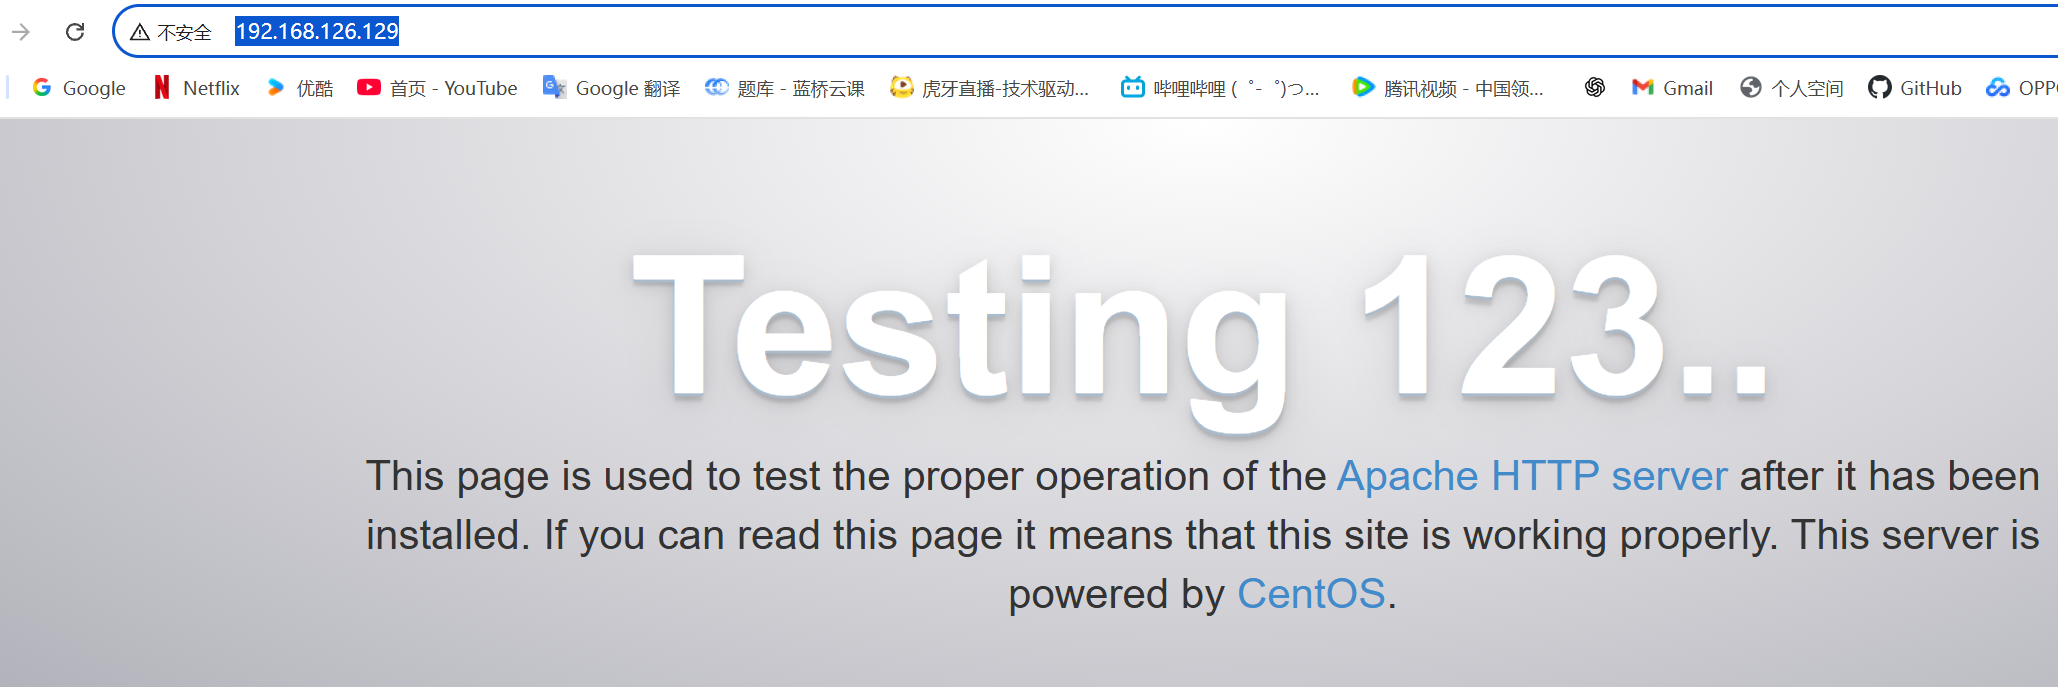 不安全 192.168.126.129
Google Netflix 优酷 首页 - YouTube Google 翻译 题库 - 蓝桥云课 虎牙直播-技术驱动... 哔哩哔哩 (゜-゜)つ... 腾讯视频 - 中国领... Gmail 个人空间 GitHub OPPO
Testing 123..
This page is used to test the proper operation of the Apache HTTP server after it has been
installed. If you can read this page it means that this site is working properly. This server is
powered by CentOS.